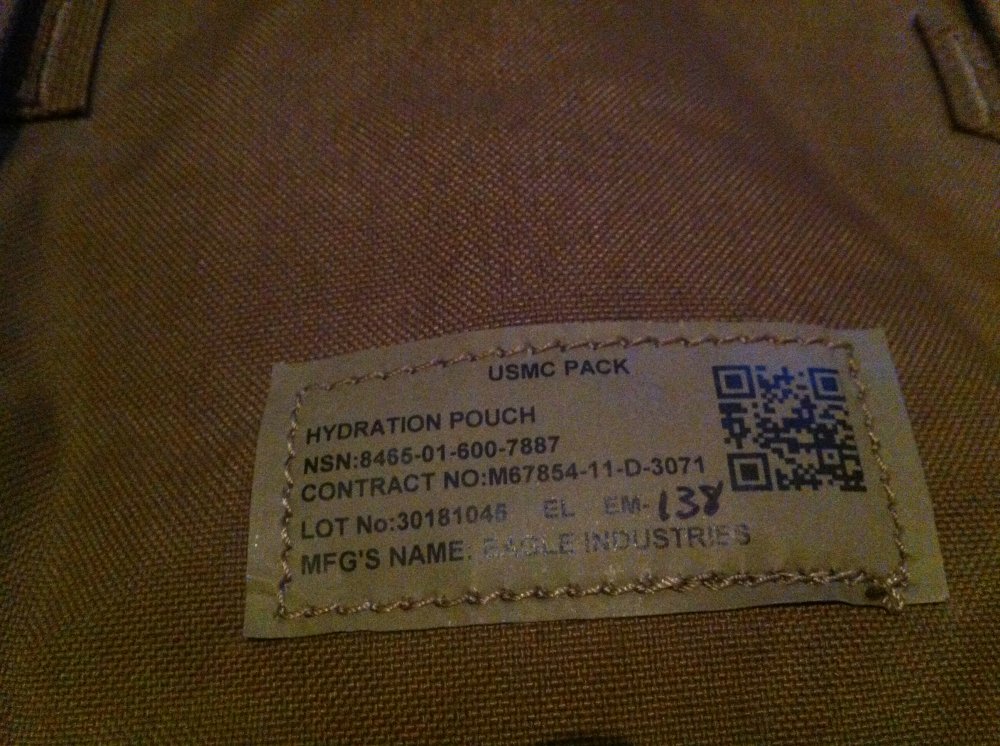 USMC PACK
HYDRATION POUCH
NSN:8465-01-600-7887
CONTRACT NO:M67854-11-D-3071
LOT No:30181045 EL EM-138
MFG'S NAME: EAGLE INDUSTRIES